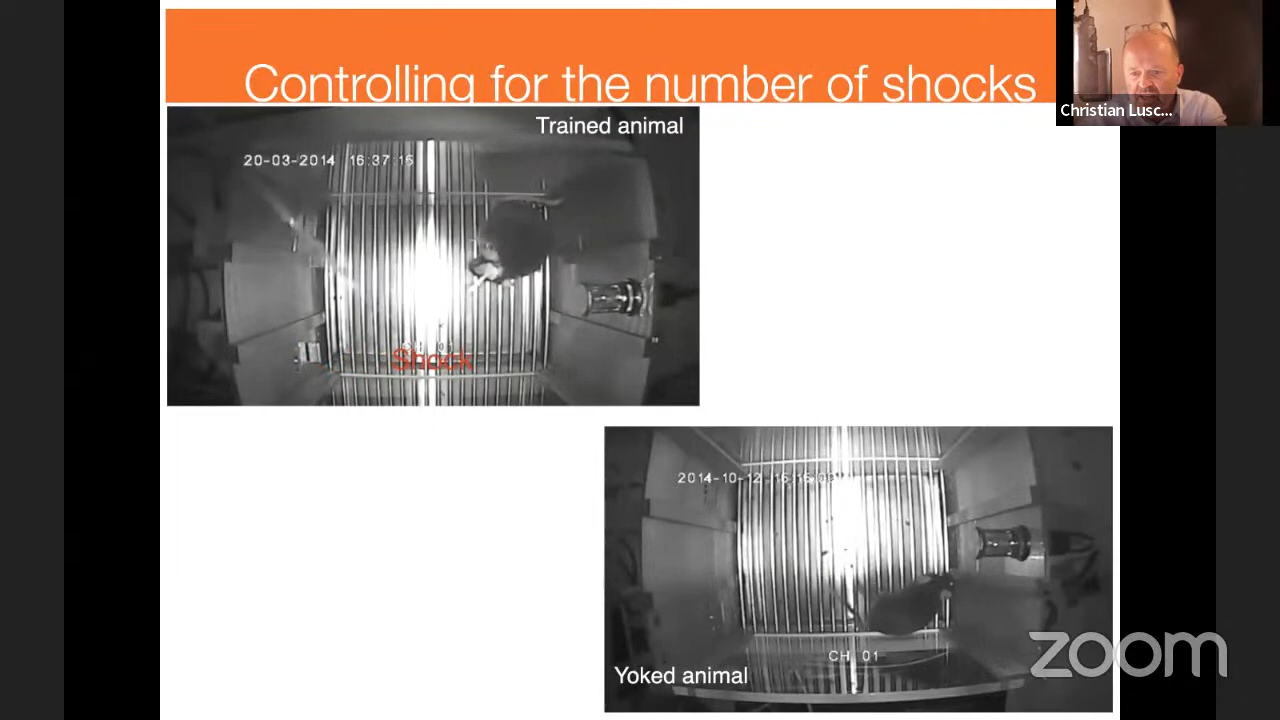 Controlling for the number of shocks
Christian Lusc...
Trained animal
20-03-2014 16:37:16
Shock
2014-10-12
CH 01
Yoked animal
zoom